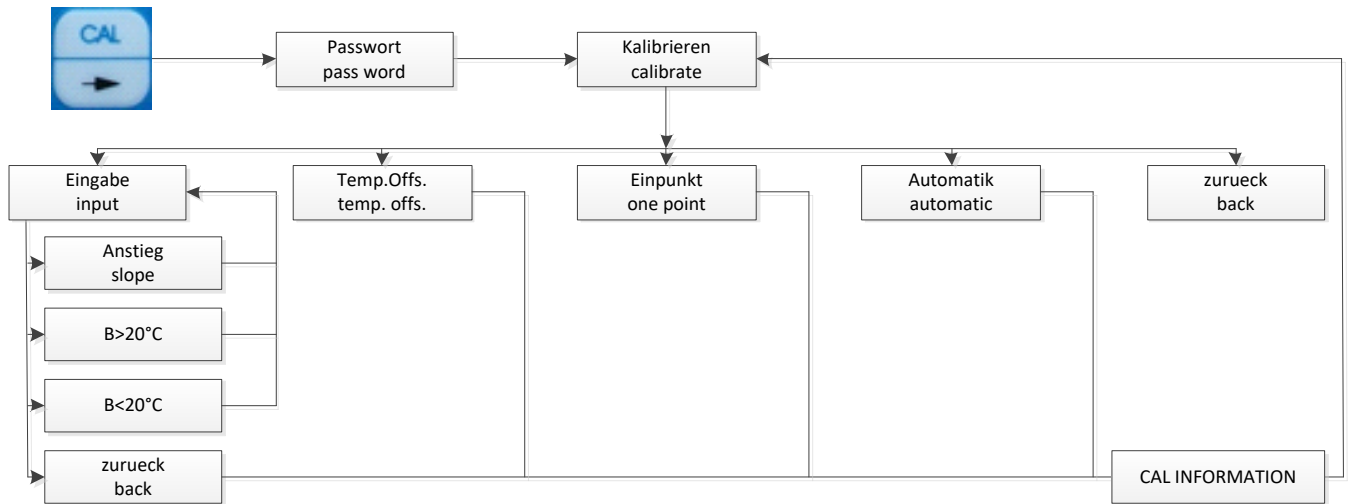 CAL
Passwort
pass word
Kalibrieren
calibrate
Eingabe
input
Temp.Offs.
temp. offs.
Einpunkt
one point
Automatik
automatic
zurueck
back
Anstieg
slope
B>20°C
B<20°C
zurueck
back
CAL INFORMATION